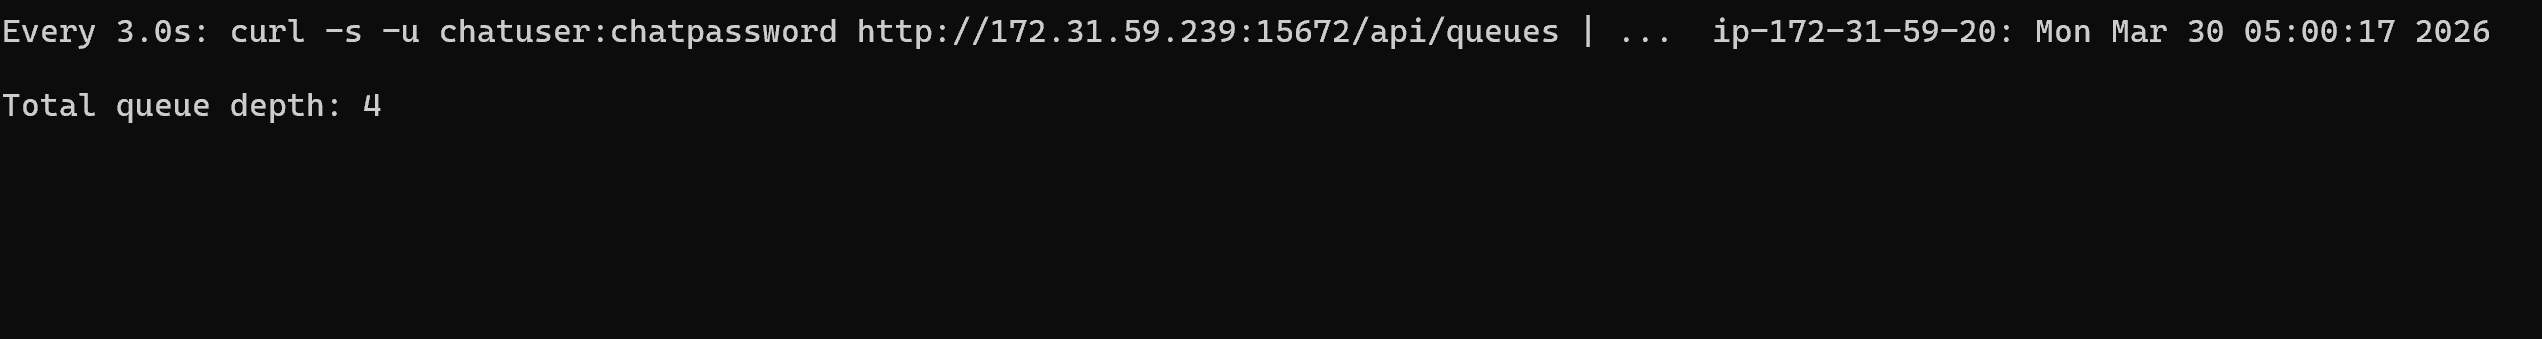 Every 3.0s: curl -s -u chatuser:chatpassword http://172.31.59.239:15672/api/queues | ...  ip-172-31-59-20: Mon Mar 30 05:00:17 2026
Total queue depth: 4